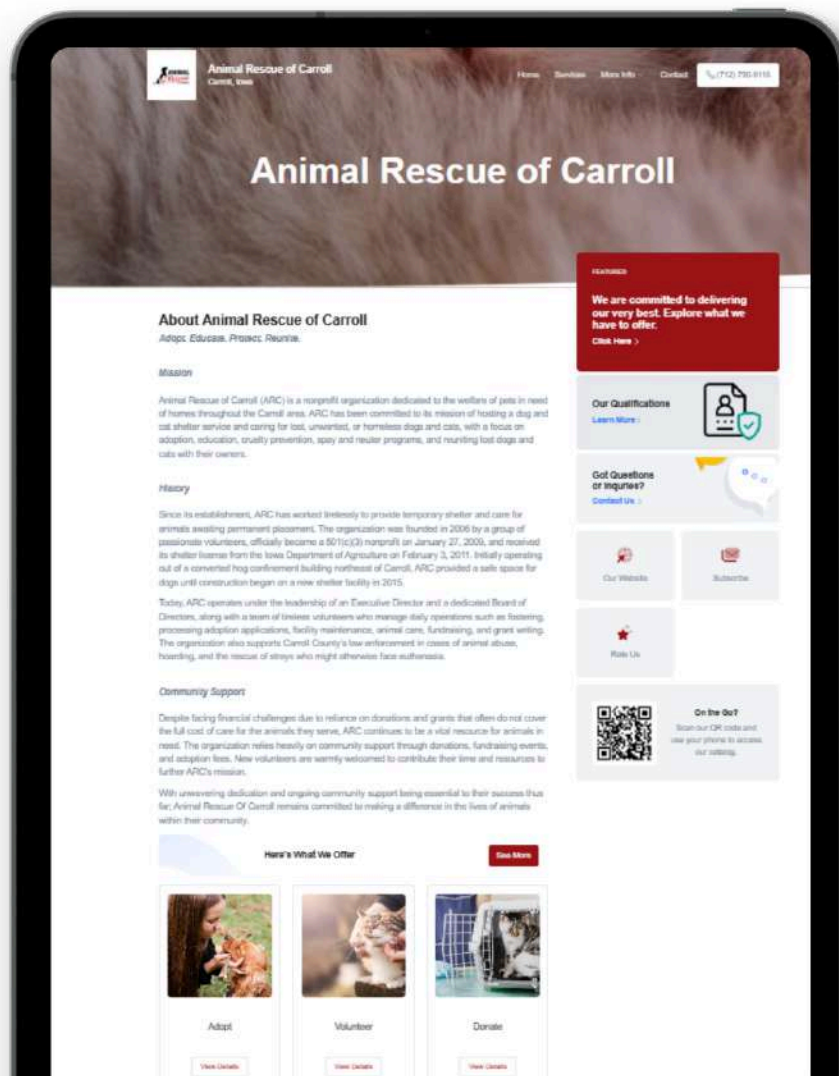 Animal Rescue of Carroll
Carroll, Iowa
Home Services More Info Contact
Animal Rescue of Carroll
FEATURED
We are committed to delivering
our very best. Explore what we
have to offer.
Click Here >
About Animal Rescue of Carroll
Adopt. Educate. Protect. Reunite.
Our Qualifications
Learn More >
Mission
Animal Rescue of Carroll (ARC) is a nonprofit organization dedicated to the welfare of pets in need
of homes throughout the Carroll area. ARC has been committed to its mission of hosting a dog and
cat shelter service and caring for lost, unwanted, or homeless dogs and cats, with a focus on
adoption, education, cruelty prevention, spay and neuter programs, and reuniting lost dogs and
cats with their owners.
Got Questions
or Inquries?
Contact Us >
History
Since its establishment, ARC has worked tirelessly to provide temporary shelter and care for
animals awaiting permanent placement. The organization was founded in 2006 by a group of
passionate volunteers, officially became a 501(c)(3) nonprofit on January 27, 2009, and received
its shelter license from the Iowa Department of Agriculture on February 3, 2011. Initially operating
out of a converted hog confinement building northeast of Carroll, ARC provided a safe space for
dogs until construction began on a new shelter facility in 2015.
Today, ARC operates under the leadership of an Executive Director and a dedicated Board of
Directors, along with a team of tireless volunteers who manage daily operations such as fostering,
processing adoption applications, facility maintenance, animal care, fundraising, and grant writing.
The organization also supports Carroll County's law enforcement in cases of animal abuse,
hoarding, and the rescue of strays who might otherwise face euthanasia.
Our Website
Subscribe
Rate Us
Community Support
Despite facing financial challenges due to reliance on donations and grants that often do not cover
the full cost of care for the animals they serve, ARC continues to be a vital resource for animals in
need. The organization relies heavily on community support through donations, fundraising events,
and adoption fees. New volunteers are warmly welcomed to contribute their time and resources to
further ARC's mission.
With unwavering dedication and ongoing community support being essential to their success thus
far; Animal Rescue Of Carroll remains committed to making a difference in the lives of animals
within their community.
On the Go?
Scan our QR code and
use your phone to access
our
Here's What We Offer
See More
Adopt
View Details
Volunteer
View Details
Donate
View Details